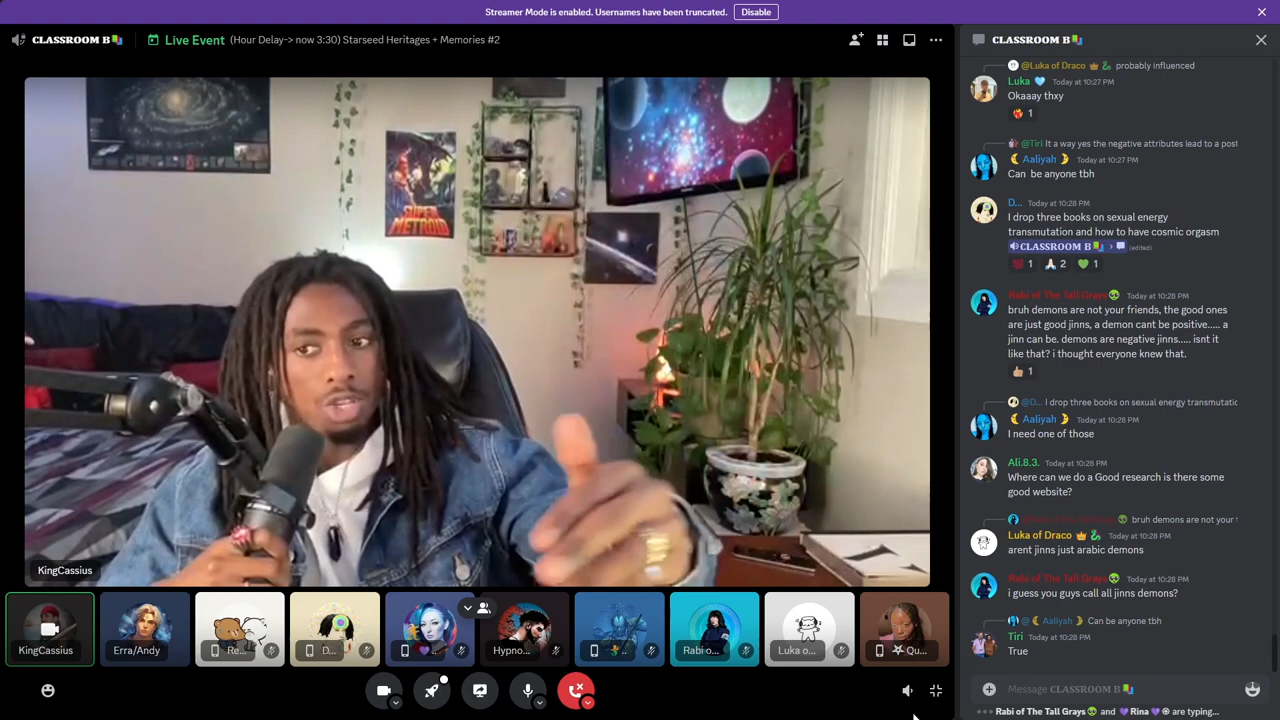 Streamer Mode is enabled. Usernames have been truncated.
Disable
CLASSROOM B
Live Event
(Hour Delay-> now 3:30) Starseed Heritages + Memories #2
SUPER
METROID
KingCassius
KingCassius
Erra/Andy
Re...
D...
Hypno...
Rabi o...
Luka o...
Qu...
CLASSROOM B
@Luka of Draco probably influenced
Luka Today at 10:27 PM
Okaaay thxy
1
@Tiri It a way yes the negative attributes lead to a post
Aaliyah Today at 10:27 PM
Can be anyone tbh
D... Today at 10:28 PM
I drop three books on sexual energy
transmutation and how to have cosmic orgasm
CLASSROOM B › (edited)
1 2 1
Rabi of The Tall Grays Today at 10:28 PM
bruh demons are not your friends, the good ones
are just good jinns, a demon cant be positive..... a
jinn can be. demons are negative jinns..... isnt it
like that? i thought everyone knew that.
1
@D... I drop three books on sexual energy transmutatic
Aaliyah Today at 10:28 PM
I need one of those
Ali.8.3. Today at 10:28 PM
Where can we do a Good research is there some
good website?
@Rabi of The Tall Grays bruh demons are not your f
Luka of Draco Today at 10:28 PM
arent jinns just arabic demons
Rabi of The Tall Grays Today at 10:28 PM
i guess you guys call all jinns demons?
@ Aaliyah Can be anyone tbh
Tiri Today at 10:28 PM
True
Message CLASSROOM B
Rabi of The Tall Grays and Rina are typing...